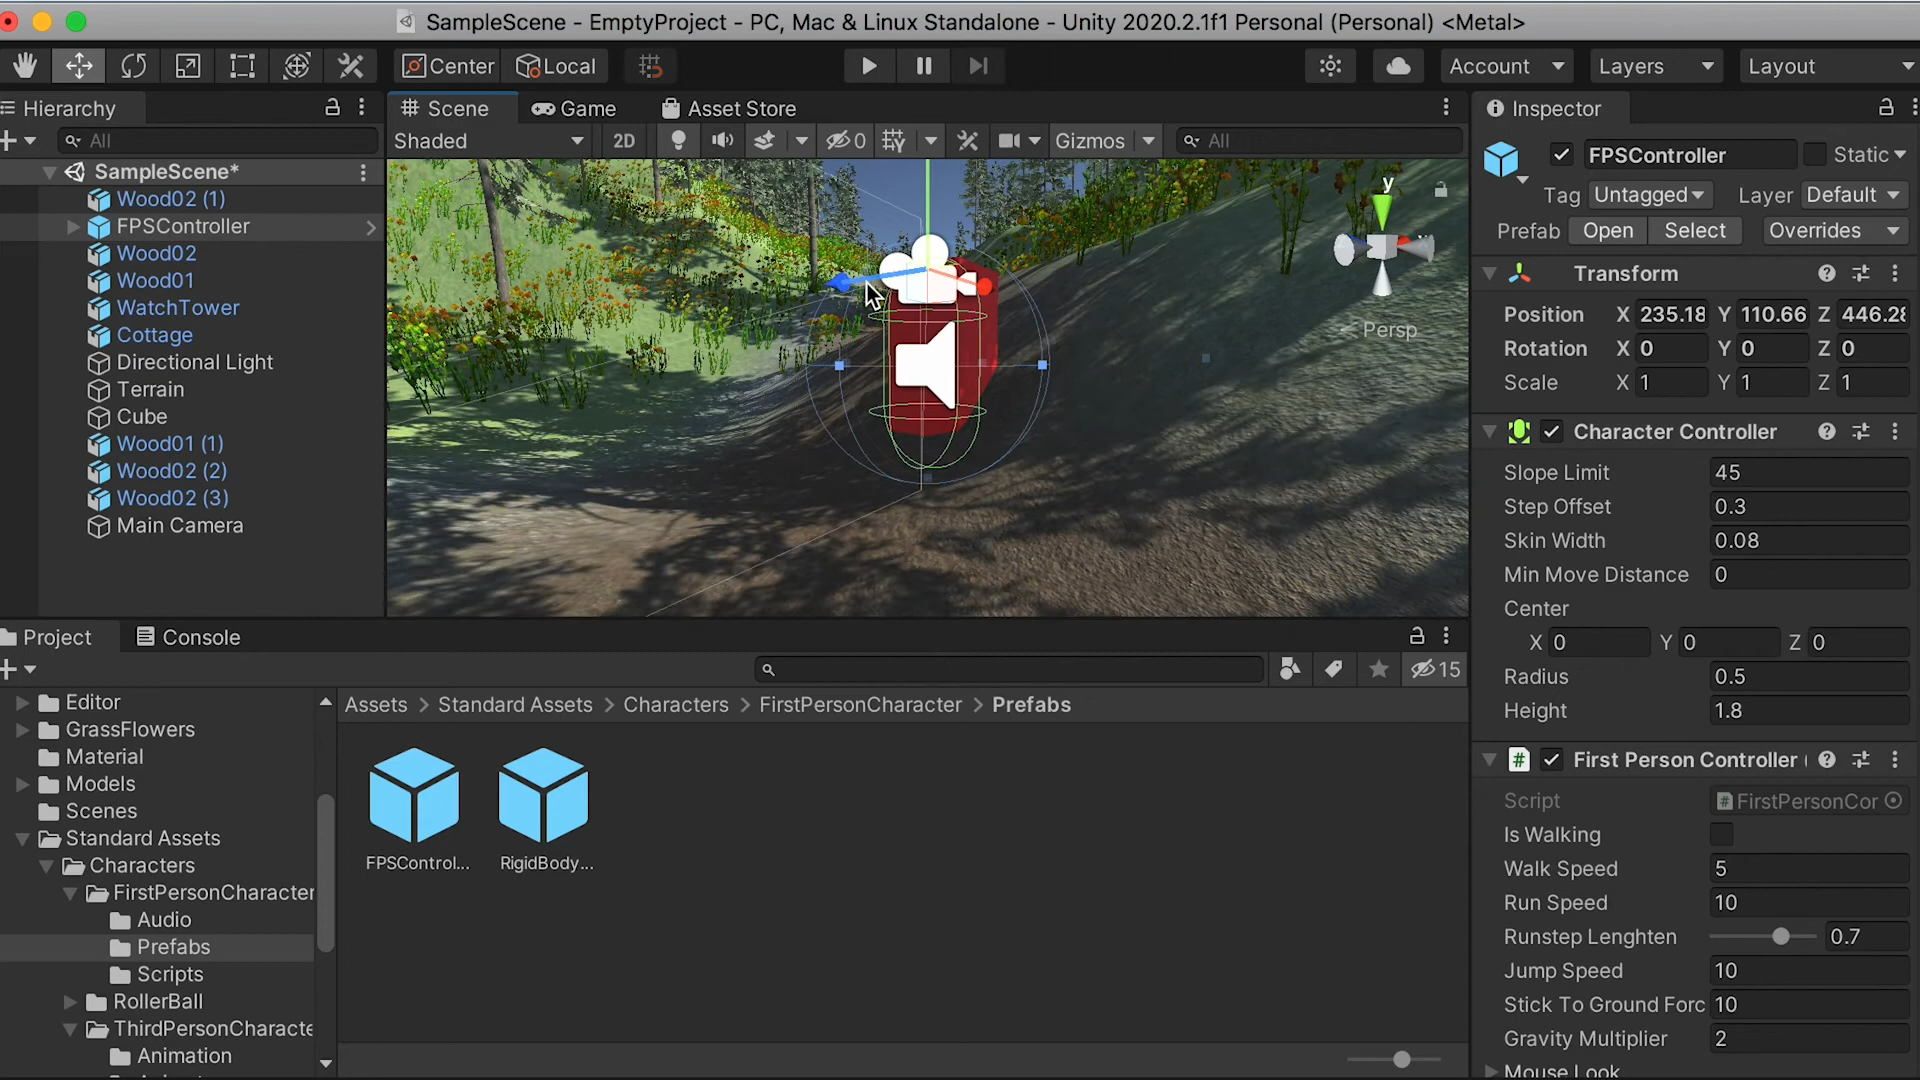 SampleScene - EmptyProject - PC, Mac & Linux Standalone - Unity 2020.2.1f1 Personal (Personal) <Metal>
Center Local Account Layers Layout
Hierarchy
All
SampleScene*
Wood02 (1)
FPSController
Wood02
Wood01
WatchTower
Cottage
Directional Light
Terrain
Cube
Wood01 (1)
Wood02 (2)
Wood02 (3)
Main Camera
Scene Game Asset Store
Shaded 2D 0 Gizmos All
y
Persp
Inspector
FPSController Static
Tag Untagged Layer Default
Prefab Open Select Overrides
Transform
Position X 235.18 Y 110.66 Z 446.28
Rotation X 0 Y 0 Z 0
Scale X 1 Y 1 Z 1
Character Controller
Slope Limit 45
Step Offset 0.3
Skin Width 0.08
Min Move Distance 0
Center
X 0 Y 0 Z 0
Radius 0.5
Height 1.8
# First Person Controller (
Script # FirstPersonCor
Is Walking
Walk Speed 5
Run Speed 10
Runstep Lenghten 0.7
Jump Speed 10
Stick To Ground Forc 10
Gravity Multiplier 2
Mouse Look
Project Console
15
Editor
GrassFlowers
Material
Models
Scenes
Standard Assets
Characters
FirstPersonCharacter
Audio
Prefabs
Scripts
RollerBall
ThirdPersonCharacte
Animation
Assets > Standard Assets > Characters > FirstPersonCharacter > Prefabs
FPSControl... RigidBody...